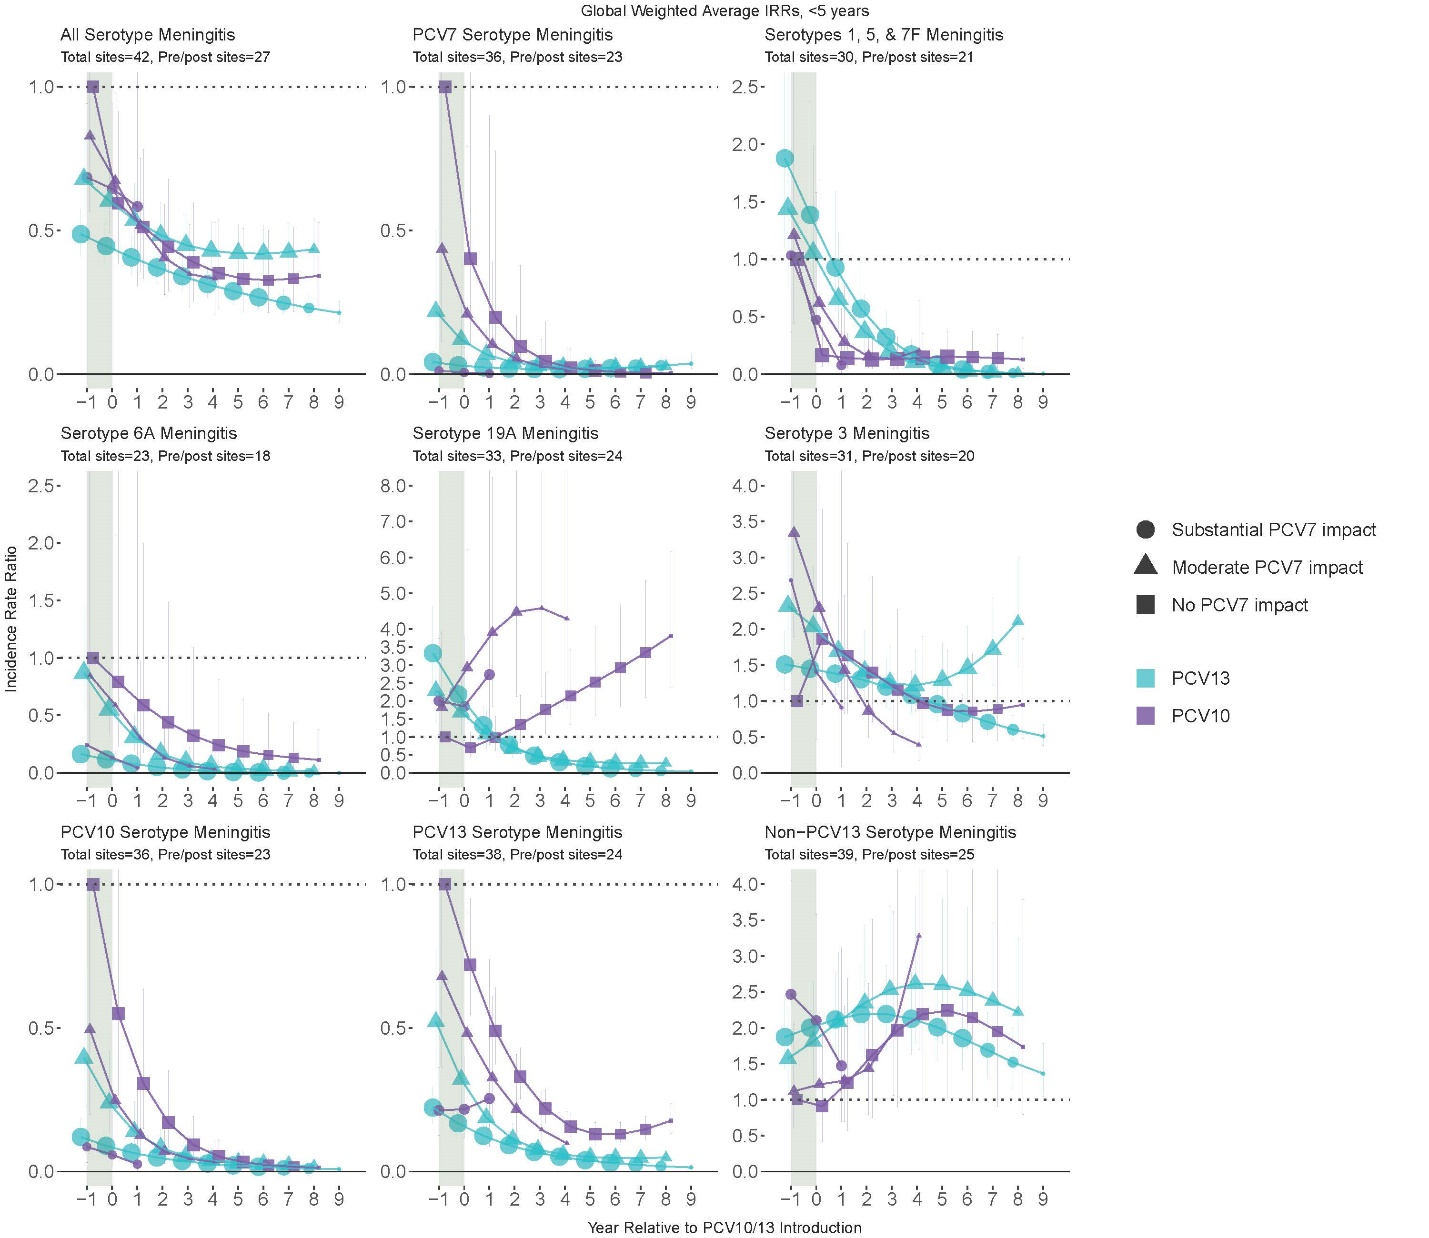 Global Weighted Average IRRs, <5 years
All Serotype Meningitis
Total sites=42, Pre/post sites=27
1.0
0.5
0.0
−1 0 1 2 3 4 5 6 7 8 9
PCV7 Serotype Meningitis
Total sites=36, Pre/post sites=23
1.0
0.5
0.0
−1 0 1 2 3 4 5 6 7 8 9
Serotypes 1, 5, & 7F Meningitis
Total sites=30, Pre/post sites=21
2.5
2.0
1.5
1.0
0.5
0.0
−1 0 1 2 3 4 5 6 7 8 9
Incidence Rate Ratio
Serotype 6A Meningitis
Total sites=23, Pre/post sites=18
2.5
2.0
1.5
1.0
0.5
0.0
−1 0 1 2 3 4 5 6 7 8 9
Serotype 19A Meningitis
Total sites=33, Pre/post sites=24
8.0
7.0
6.0
5.0
4.0
3.5
3.0
2.5
2.0
1.5
1.0
0.5
0.0
−1 0 1 2 3 4 5 6 7 8 9
Serotype 3 Meningitis
Total sites=31, Pre/post sites=20
4.0
3.5
3.0
2.5
2.0
1.5
1.0
0.5
0.0
−1 0 1 2 3 4 5 6 7 8 9
PCV10 Serotype Meningitis
Total sites=36, Pre/post sites=23
1.0
0.5
0.0
−1 0 1 2 3 4 5 6 7 8 9
PCV13 Serotype Meningitis
Total sites=38, Pre/post sites=24
1.0
0.5
0.0
−1 0 1 2 3 4 5 6 7 8 9
Non−PCV13 Serotype Meningitis
Total sites=39, Pre/post sites=25
4.0
3.5
3.0
2.5
2.0
1.5
1.0
0.5
0.0
−1 0 1 2 3 4 5 6 7 8 9
Year Relative to PCV10/13 Introduction
Substantial PCV7 impact
Moderate PCV7 impact
No PCV7 impact
PCV13
PCV10